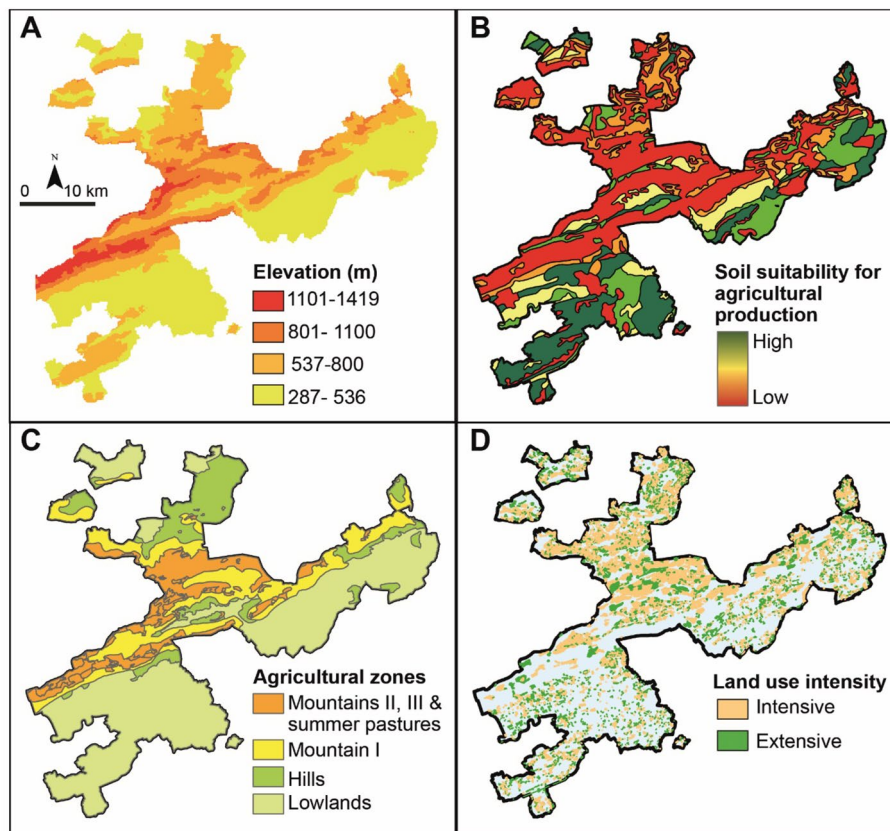 A
N
0 10 km
Elevation (m)
1101-1419
801- 1100
537-800
287- 536
B
Soil suitability for
agricultural
production
High
Low
C
Agricultural zones
Mountains II, III &
summer pastures
Mountain I
Hills
Lowlands
D
Land use intensity
Intensive
Extensive